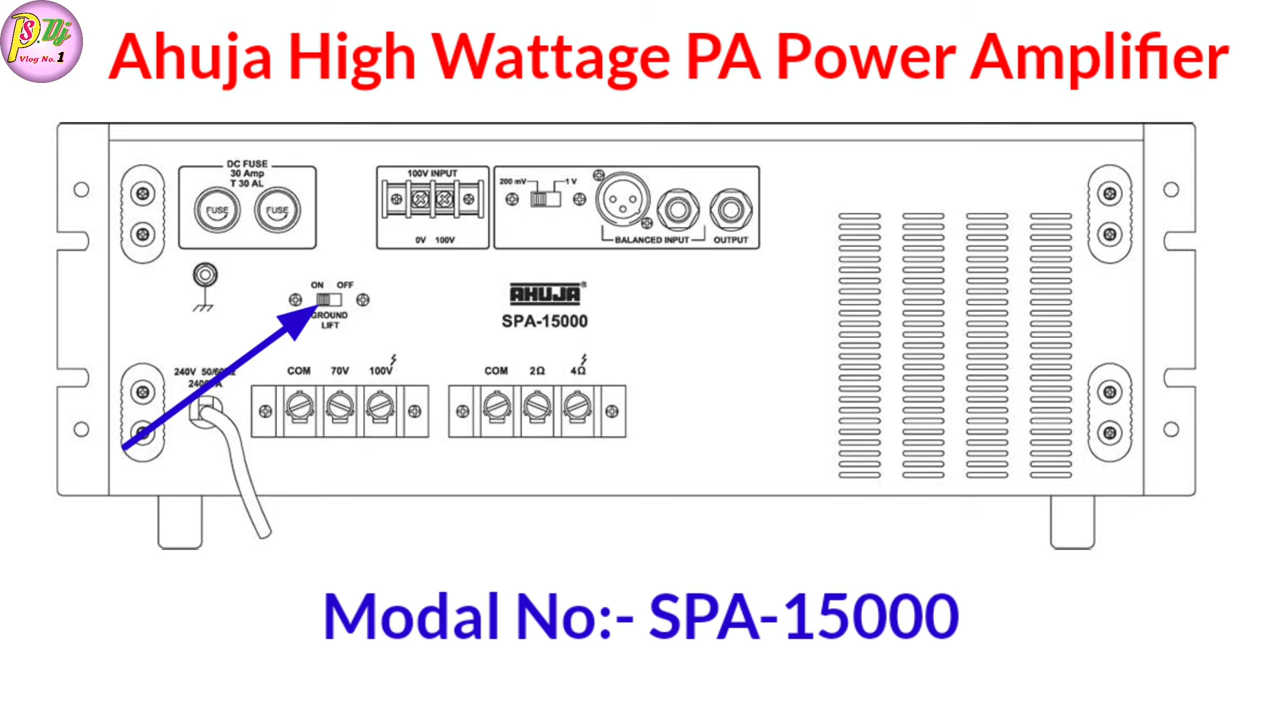 PS. Dj
Vlog No. 1
Ahuja High Wattage PA Power Amplifier
DC FUSE
30 Amp
T 30 AL
FUSE FUSE
100V INPUT
0V 100V
200 mV 1 V
BALANCED INPUT OUTPUT
ON OFF
GROUND
LIFT
AHUJA®
SPA-15000
240V 50/60Hz
COM 70V 100V
COM 2Ω 4Ω
Modal No:- SPA-15000